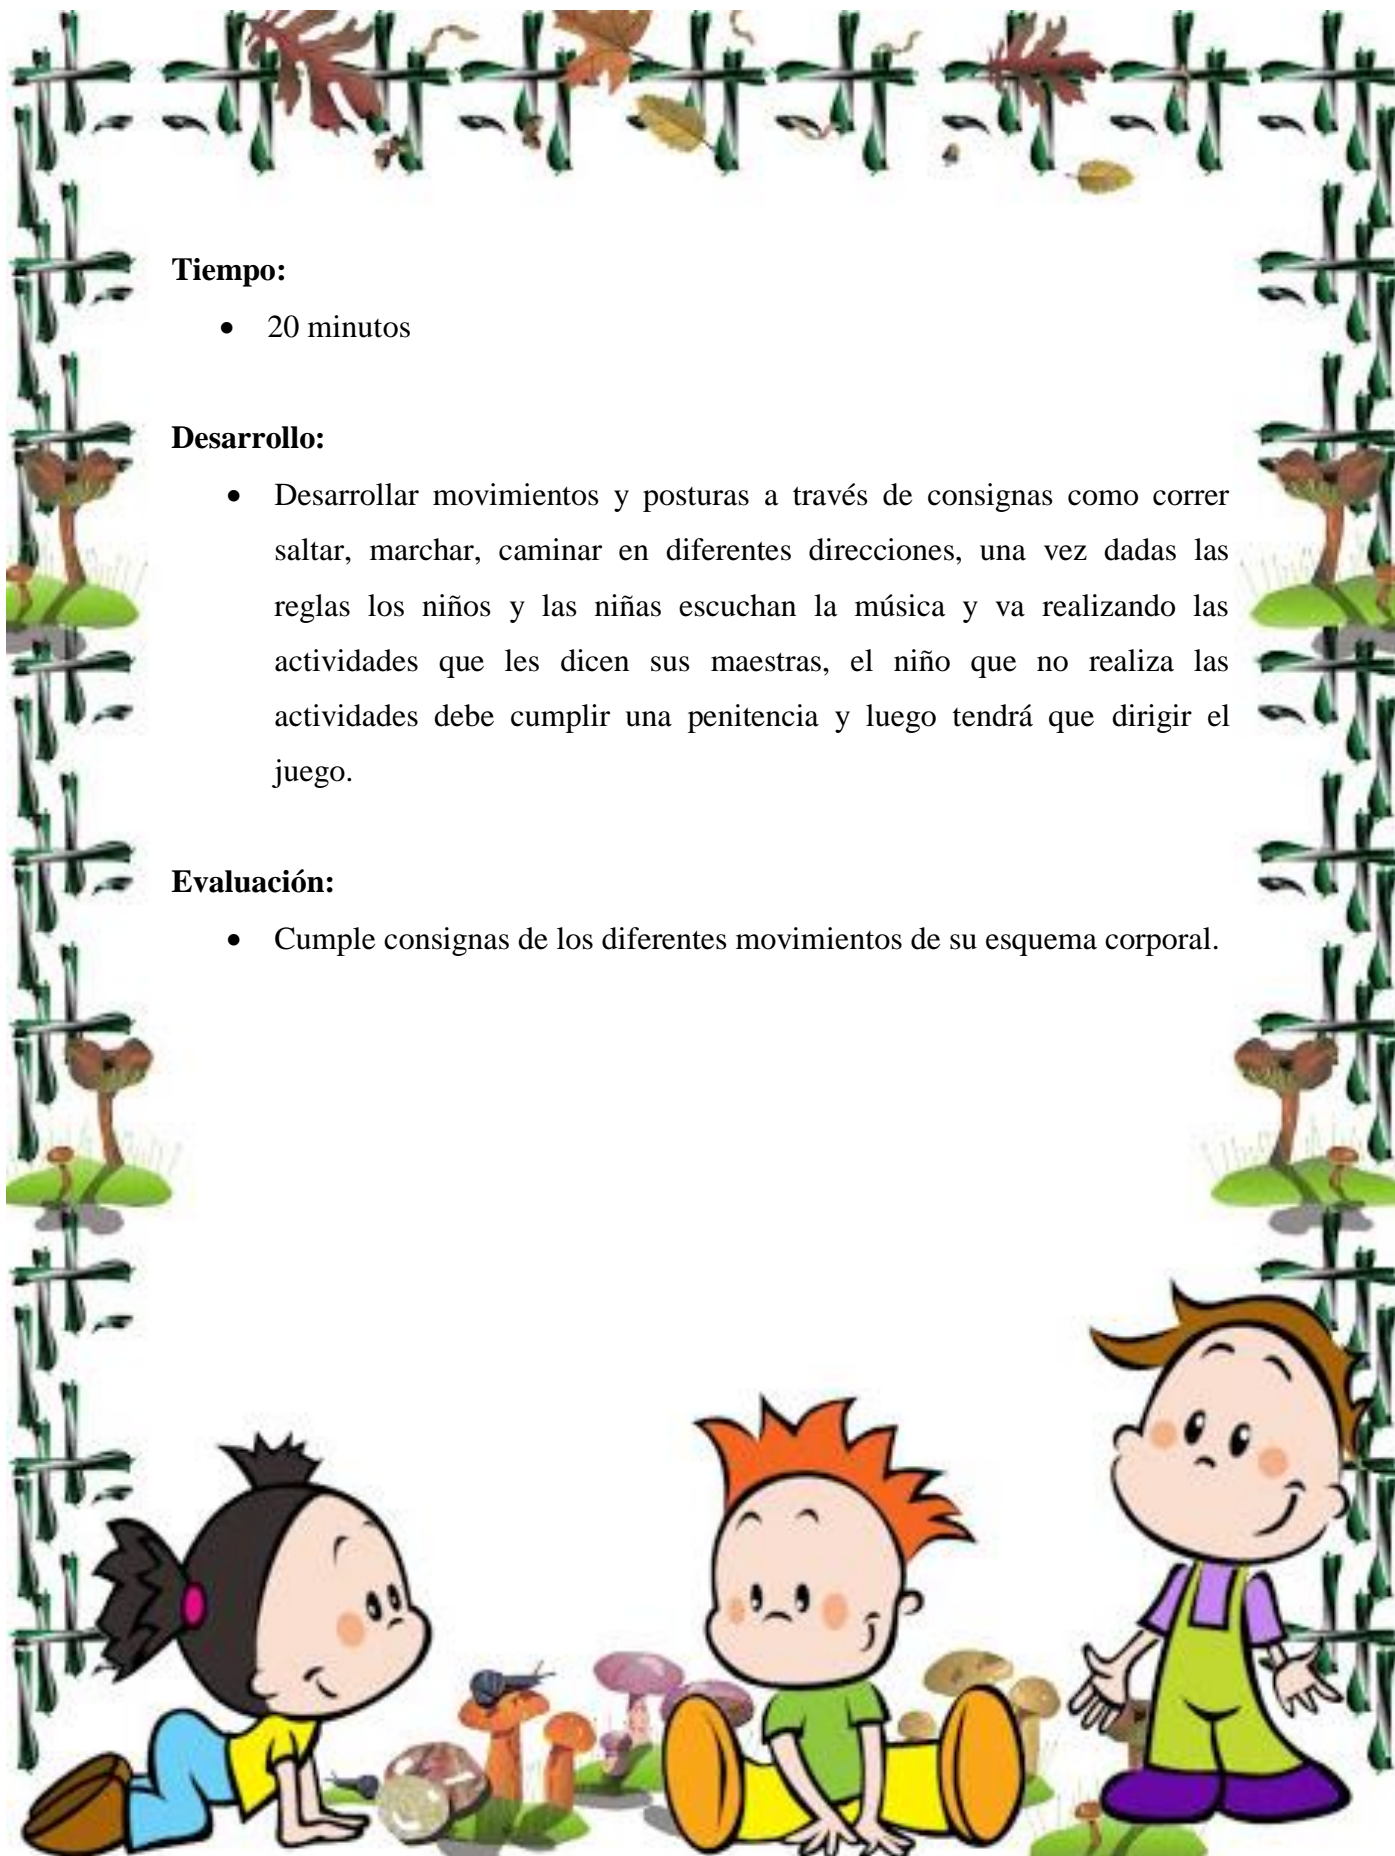 Tiempo:
• 20 minutos
Desarrollo:
• Desarrollar movimientos y posturas a través de consignas como correr
saltar, marchar, caminar en diferentes direcciones, una vez dadas las
reglas los niños y las niñas escuchan la música y va realizando las
actividades que les dicen sus maestras, el niño que no realiza las
actividades debe cumplir una penitencia y luego tendrá que dirigir el
juego.
Evaluación:
• Cumple consignas de los diferentes movimientos de su esquema corporal.